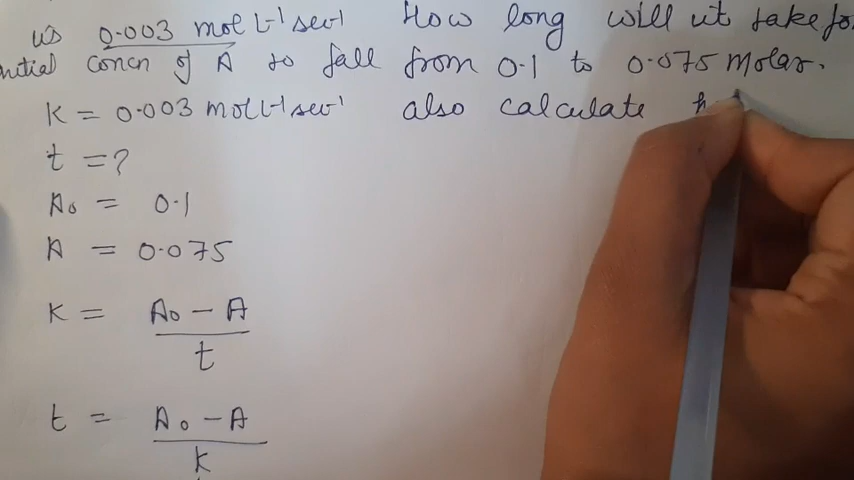 is 0.003 mol L⁻¹ sec⁻¹ How long will it take for
initial concn of A to fall from 0.1 to 0.075 Molar.
K = 0.003 mol L⁻¹ sec⁻¹ also calculate
t = ?
A₀ = 0.1
A = 0.075
K = A₀ - A / t
t = A₀ - A / K